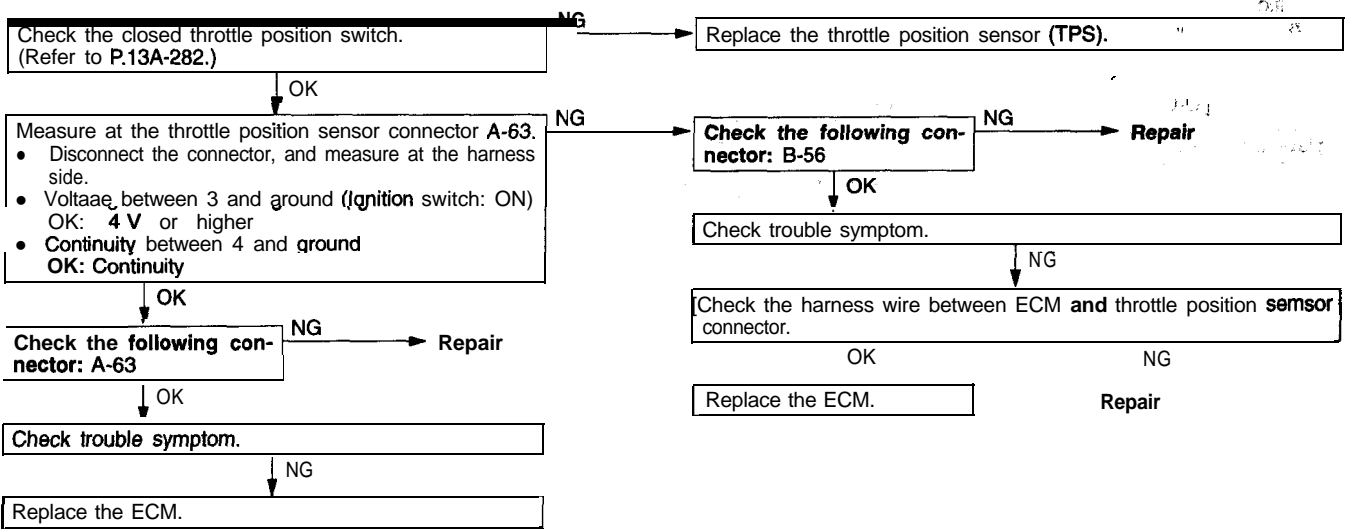 NG
Check the closed throttle position switch.
(Refer to P.13A-282.)
Replace the throttle position sensor (TPS).
OK
Measure at the throttle position sensor connector A-63.
● Disconnect the connector, and measure at the harness
side.
● Voltaae between 3 and ground (Ignition switch: ON)
OK: 4 V or higher
● Continuity between 4 and ground
OK: Continuity
NG
Check the following con-
nector: B-56
NG
Repair
OK
Check trouble symptom.
NG
Check the harness wire between ECM and throttle position semsor
connector.
OK
NG
Replace the ECM.
Repair
OK
Check the following con-
nector: A-63
NG
Repair
OK
Check trouble symptom.
NG
Replace the ECM.